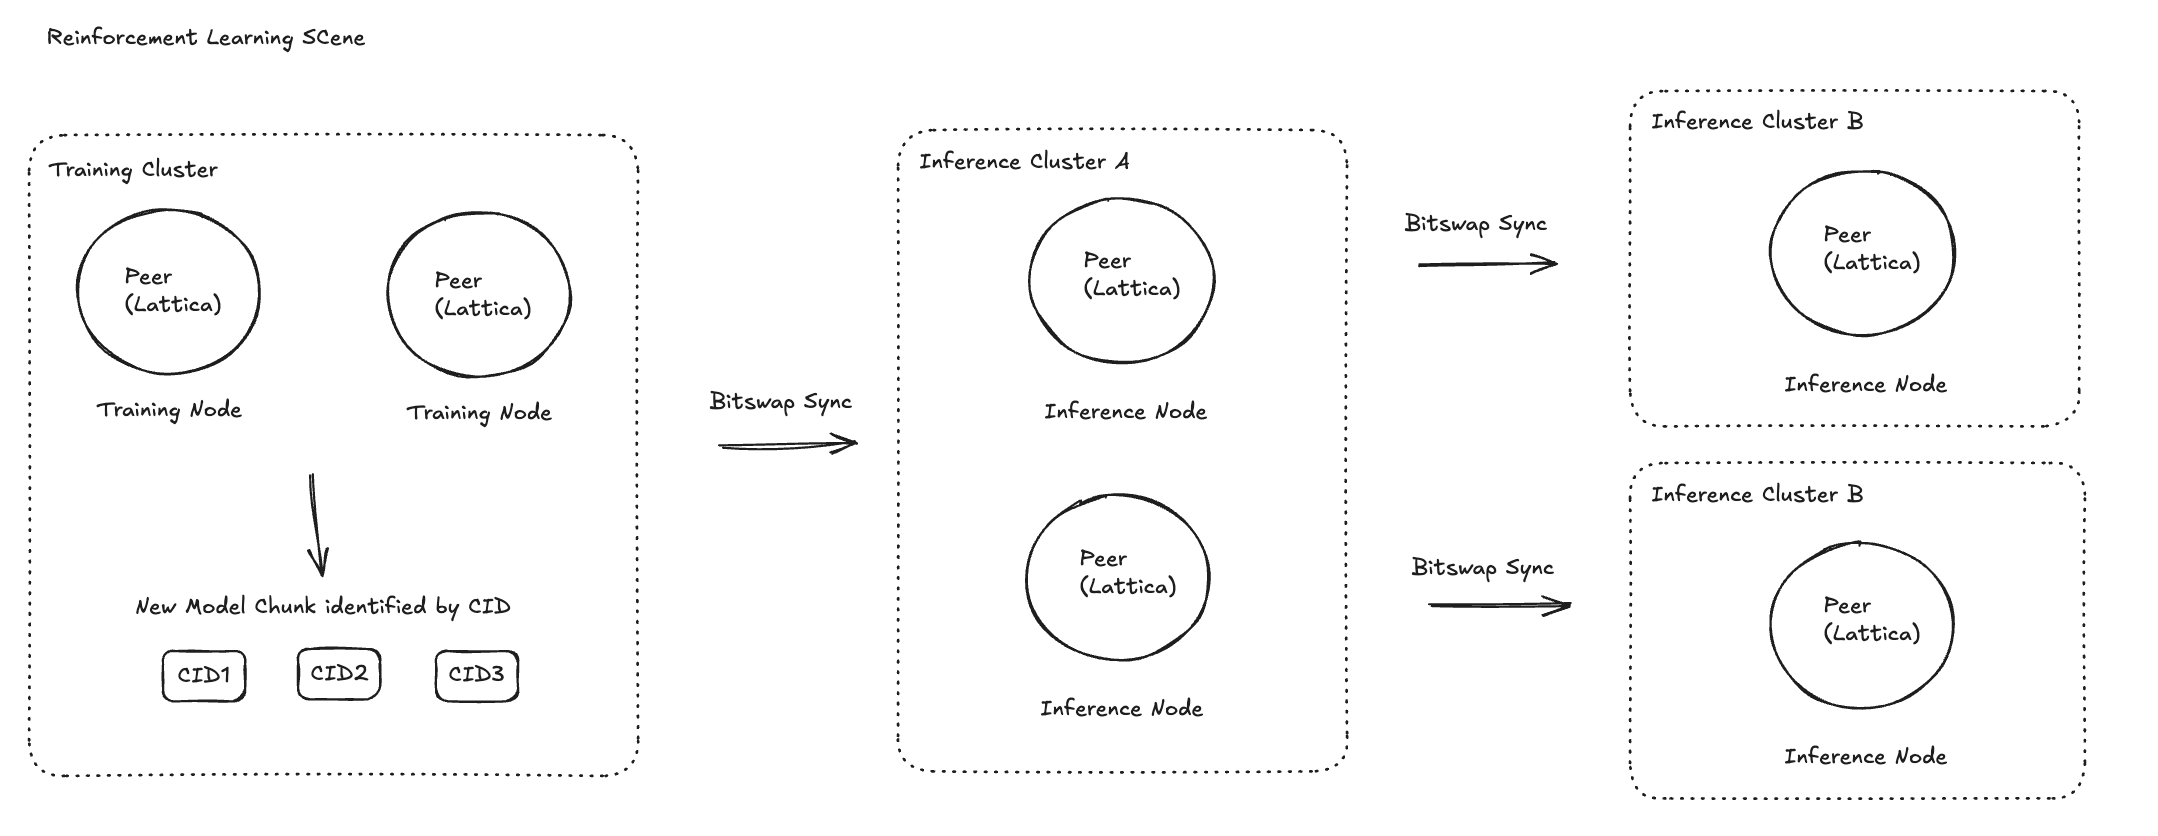 Reinforcement Learning SCene
Training Cluster
Peer
(Lattica)
Training Node
Peer
(Lattica)
Training Node
New Model Chunk identified by CID
CID1
CID2
CID3
Bitswap Sync
Inference Cluster A
Peer
(Lattica)
Inference Node
Peer
(Lattica)
Inference Node
Bitswap Sync
Bitswap Sync
Inference Cluster B
Peer
(Lattica)
Inference Node
Inference Cluster B
Peer
(Lattica)
Inference Node